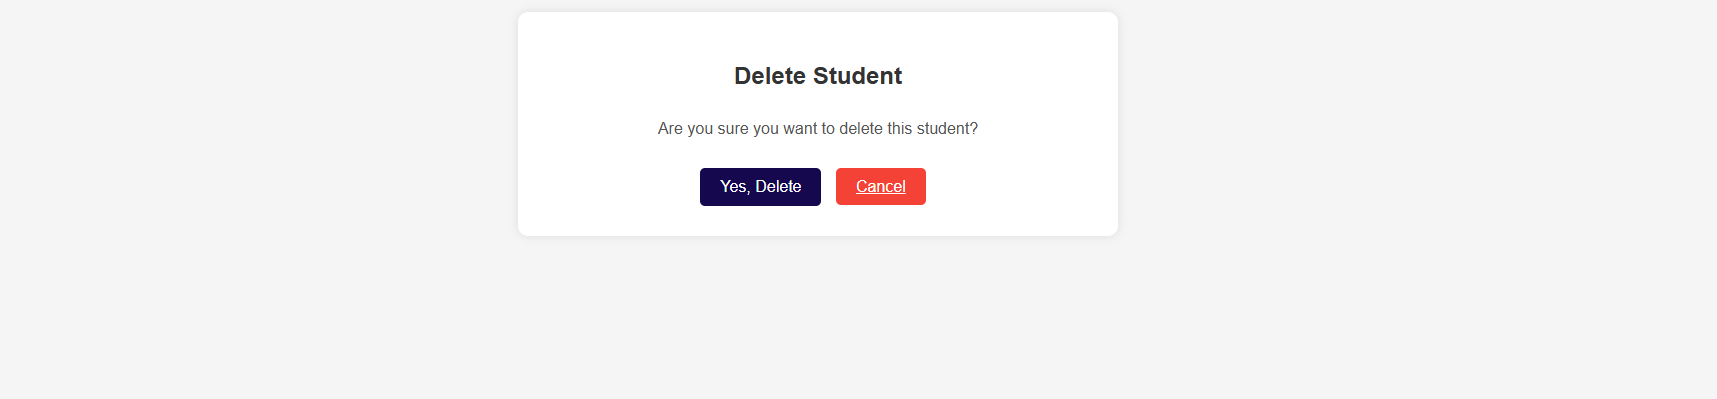 Delete Student
Are you sure you want to delete this student?
Yes, Delete Cancel